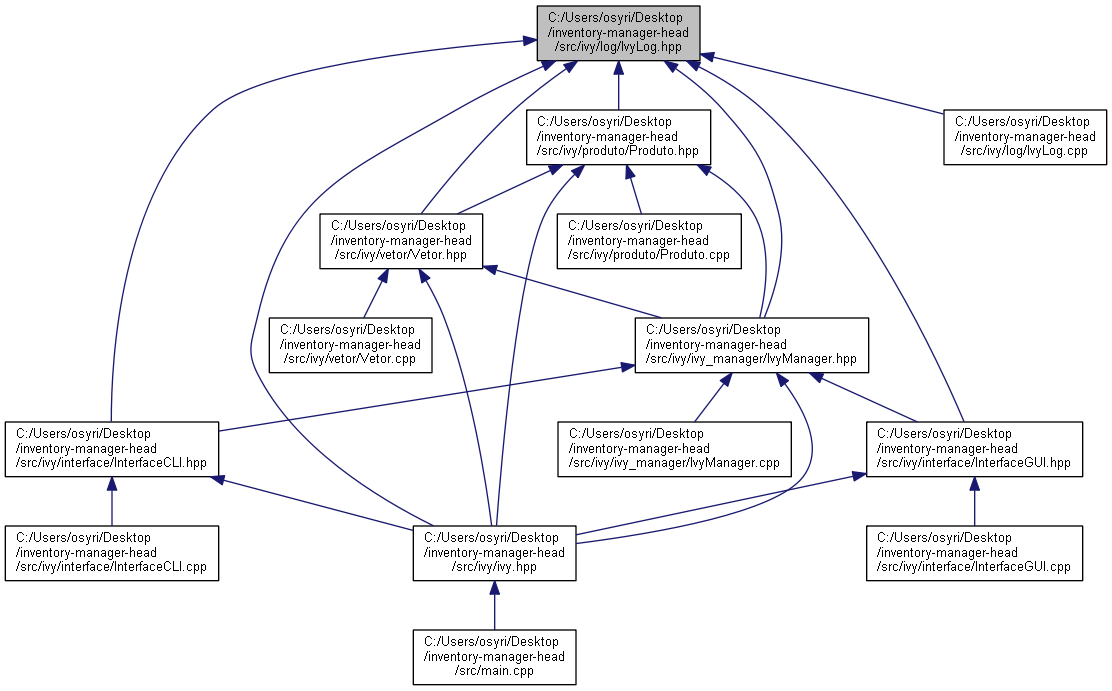 C:/Users/osyri/Desktop
/inventory-manager-head
/src/ivy/log/IvyLog.hpp
C:/Users/osyri/Desktop
/inventory-manager-head
/src/ivy/produto/Produto.hpp
C:/Users/osyri/Desktop
/inventory-manager-head
/src/ivy/log/IvyLog.cpp
C:/Users/osyri/Desktop
/inventory-manager-head
/src/ivy/vetor/Vetor.hpp
C:/Users/osyri/Desktop
/inventory-manager-head
/src/ivy/produto/Produto.cpp
C:/Users/osyri/Desktop
/inventory-manager-head
/src/ivy/vetor/Vetor.cpp
C:/Users/osyri/Desktop
/inventory-manager-head
/src/ivy/ivy_manager/IvyManager.hpp
C:/Users/osyri/Desktop
/inventory-manager-head
/src/ivy/interface/InterfaceCLI.hpp
C:/Users/osyri/Desktop
/inventory-manager-head
/src/ivy/ivy_manager/IvyManager.cpp
C:/Users/osyri/Desktop
/inventory-manager-head
/src/ivy/interface/InterfaceGUI.hpp
C:/Users/osyri/Desktop
/inventory-manager-head
/src/ivy/interface/InterfaceCLI.cpp
C:/Users/osyri/Desktop
/inventory-manager-head
/src/ivy/ivy.hpp
C:/Users/osyri/Desktop
/inventory-manager-head
/src/ivy/interface/InterfaceGUI.cpp
C:/Users/osyri/Desktop
/inventory-manager-head
/src/main.cpp